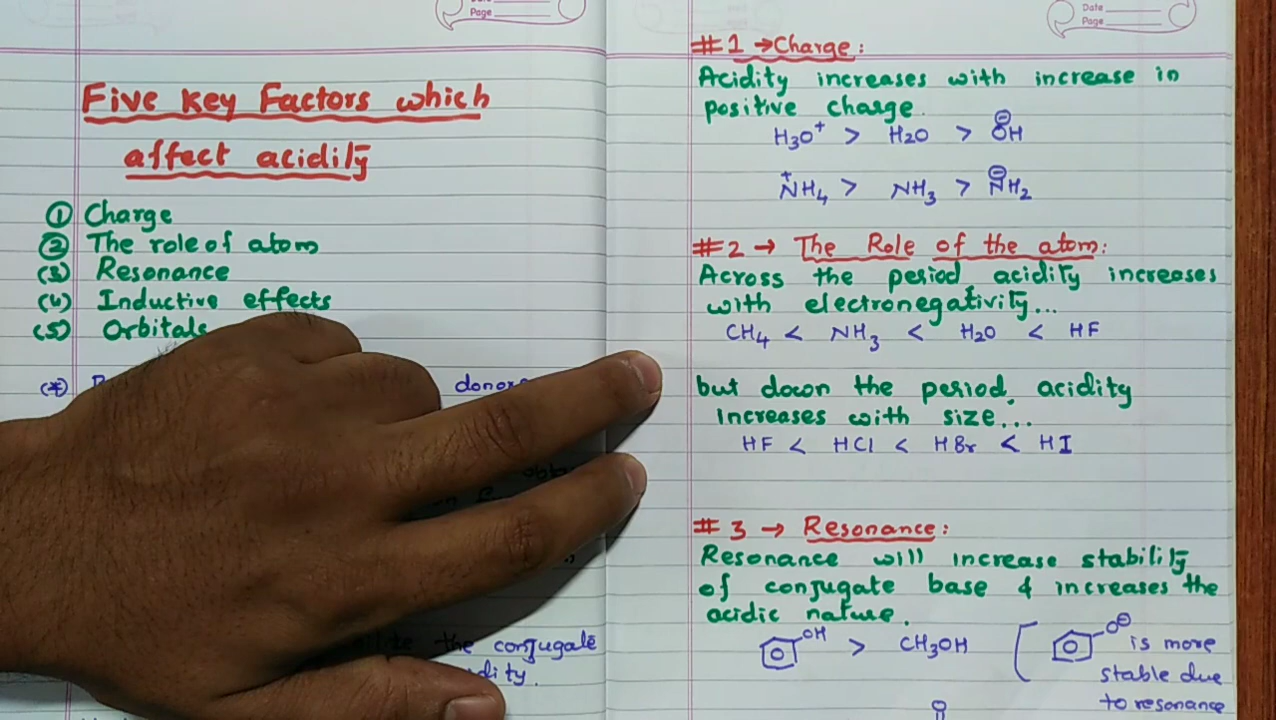 Page
Five Key Factors which
affect acidity
① Charge
② The role of atom
(3) Resonance
(4) Inductive effects
(5) Orbitals
(*) donors
the conjugate
dity.
Date
Page
#1 → Charge:
Acidity increases with increase in
positive charge.
H₃O⁺ > H₂O > ⊖OH
⁺NH₄ > NH₃ > ⊖NH₂
#2 → The Role of the atom:
Across the period acidity increases
with electronegativity...
CH₄ < NH₃ < H₂O < HF
but down the period, acidity
increases with size...
HF < HCl < HBr < HI
#3 → Resonance:
Resonance will increase stability
of conjugate base & increases the
acidic nature.
OH > CH₃OH [ O⊖ is more
stable due
to resonance